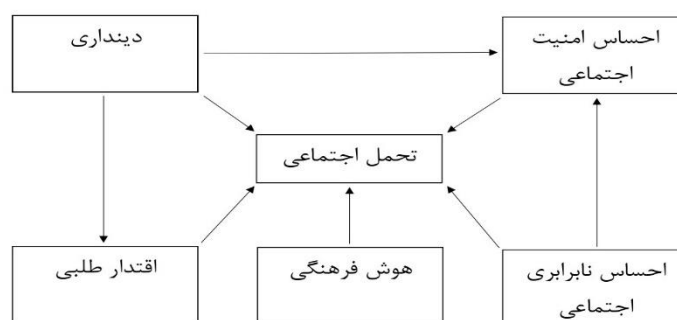 احساس امنیت
اجتماعی
دینداری
تحمل اجتماعی
احساس نابرابری
اجتماعی
هوش فرهنگی
اقتدار طلبی